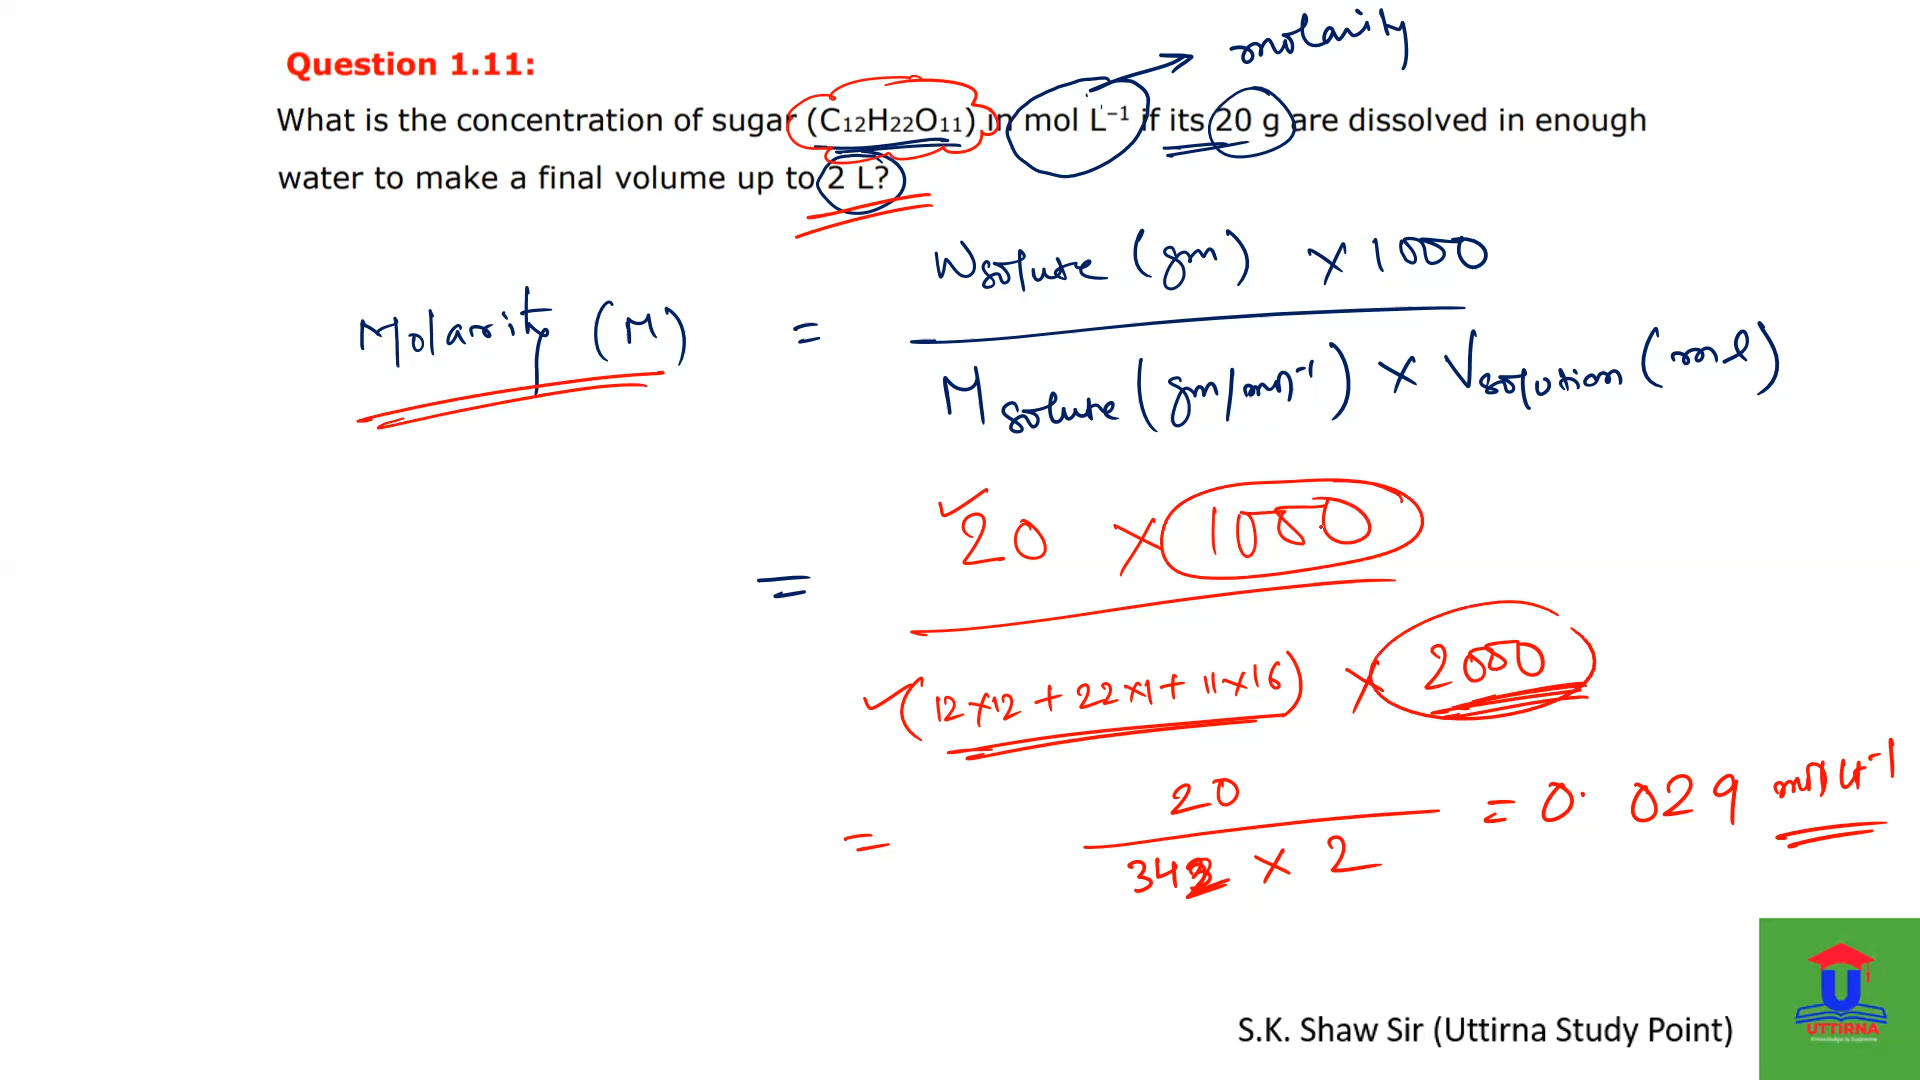 molarity
Question 1.11:
What is the concentration of sugar (C12H22O11) in mol L⁻¹ if its 20 g are dissolved in enough
water to make a final volume up to 2 L?
Molarity (M) = Wsolute (gm) × 1000
Msolute (gm/mol⁻¹) × Vsolution (ml)
= 20 × 1000
(12×12 + 22×1 + 11×16) × 2000
= 20
342 × 2
= 0.029 mol Lt⁻¹
S.K. Shaw Sir (Uttirna Study Point)
UTTIRNA